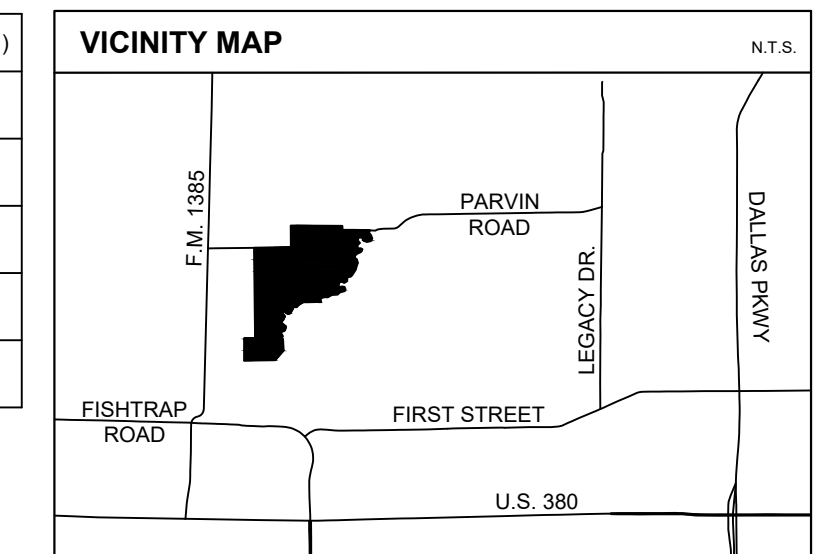 )
VICINITY MAP
N.T.S.
F.M. 1385
PARVIN
ROAD
LEGACY DR.
DALLAS PKWY
FISHTRAP
ROAD
FIRST STREET
U.S. 380